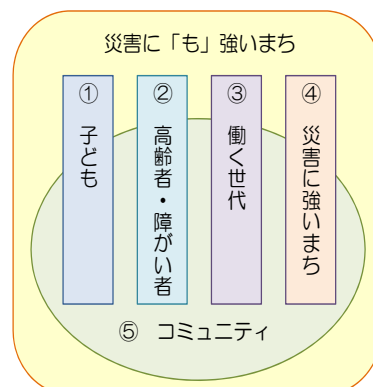 災害に「も」強いまち
① 子ども
② 高齢者・障がい者
③ 働く世代
④ 災害に強いまち
⑤ コミュニティ